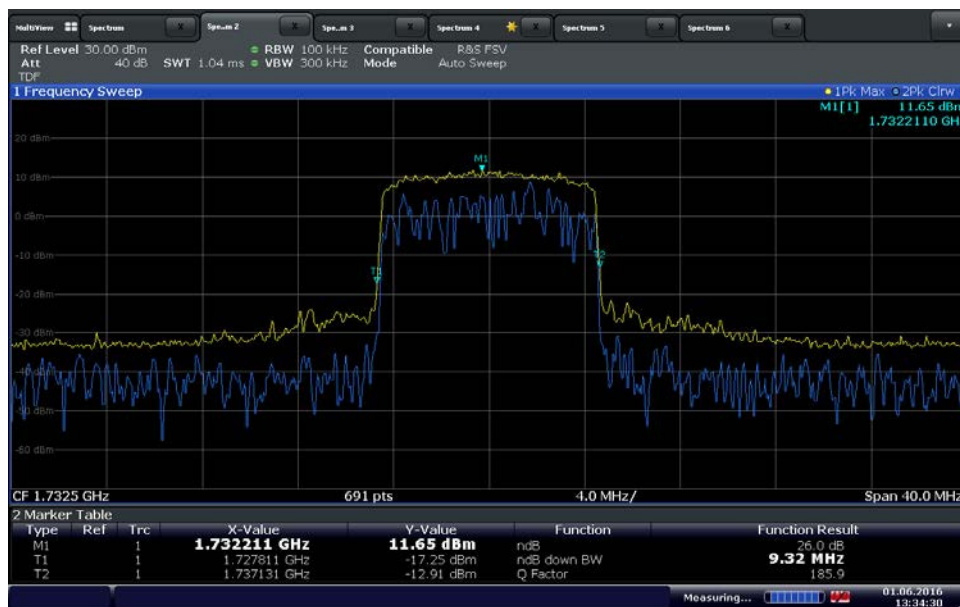 MultiView Spectrum X Spe...m 2 X Spe...m 3 X Spectrum 4 X Spectrum 5 X Spectrum 6 X
Ref Level 30.00 dBm RBW 100 kHz Compatible R&S FSV
Att 40 dB SWT 1.04 ms VBW 300 kHz Mode Auto Sweep
TDF
1 Frequency Sweep 1Pk Max 2Pk Clrw
M1[1] 11.65 dBm
1.7322110 GHz
20 dBm
M1
10 dBm
0 dBm
-10 dBm
T2
T1
-20 dBm
-30 dBm
-40 dBm
-50 dBm
-60 dBm
CF 1.7325 GHz 691 pts 4.0 MHz/ Span 40.0 MHz
2 Marker Table
Type Ref Trc X-Value Y-Value Function Function Result
M1 1 1.732211 GHz 11.65 dBm ndB 26.0 dB
T1 1 1.727811 GHz -17.25 dBm ndB down BW 9.32 MHz
T2 1 1.737131 GHz -12.91 dBm Q Factor 185.9
Measuring... 01.06.2016
13:34:30